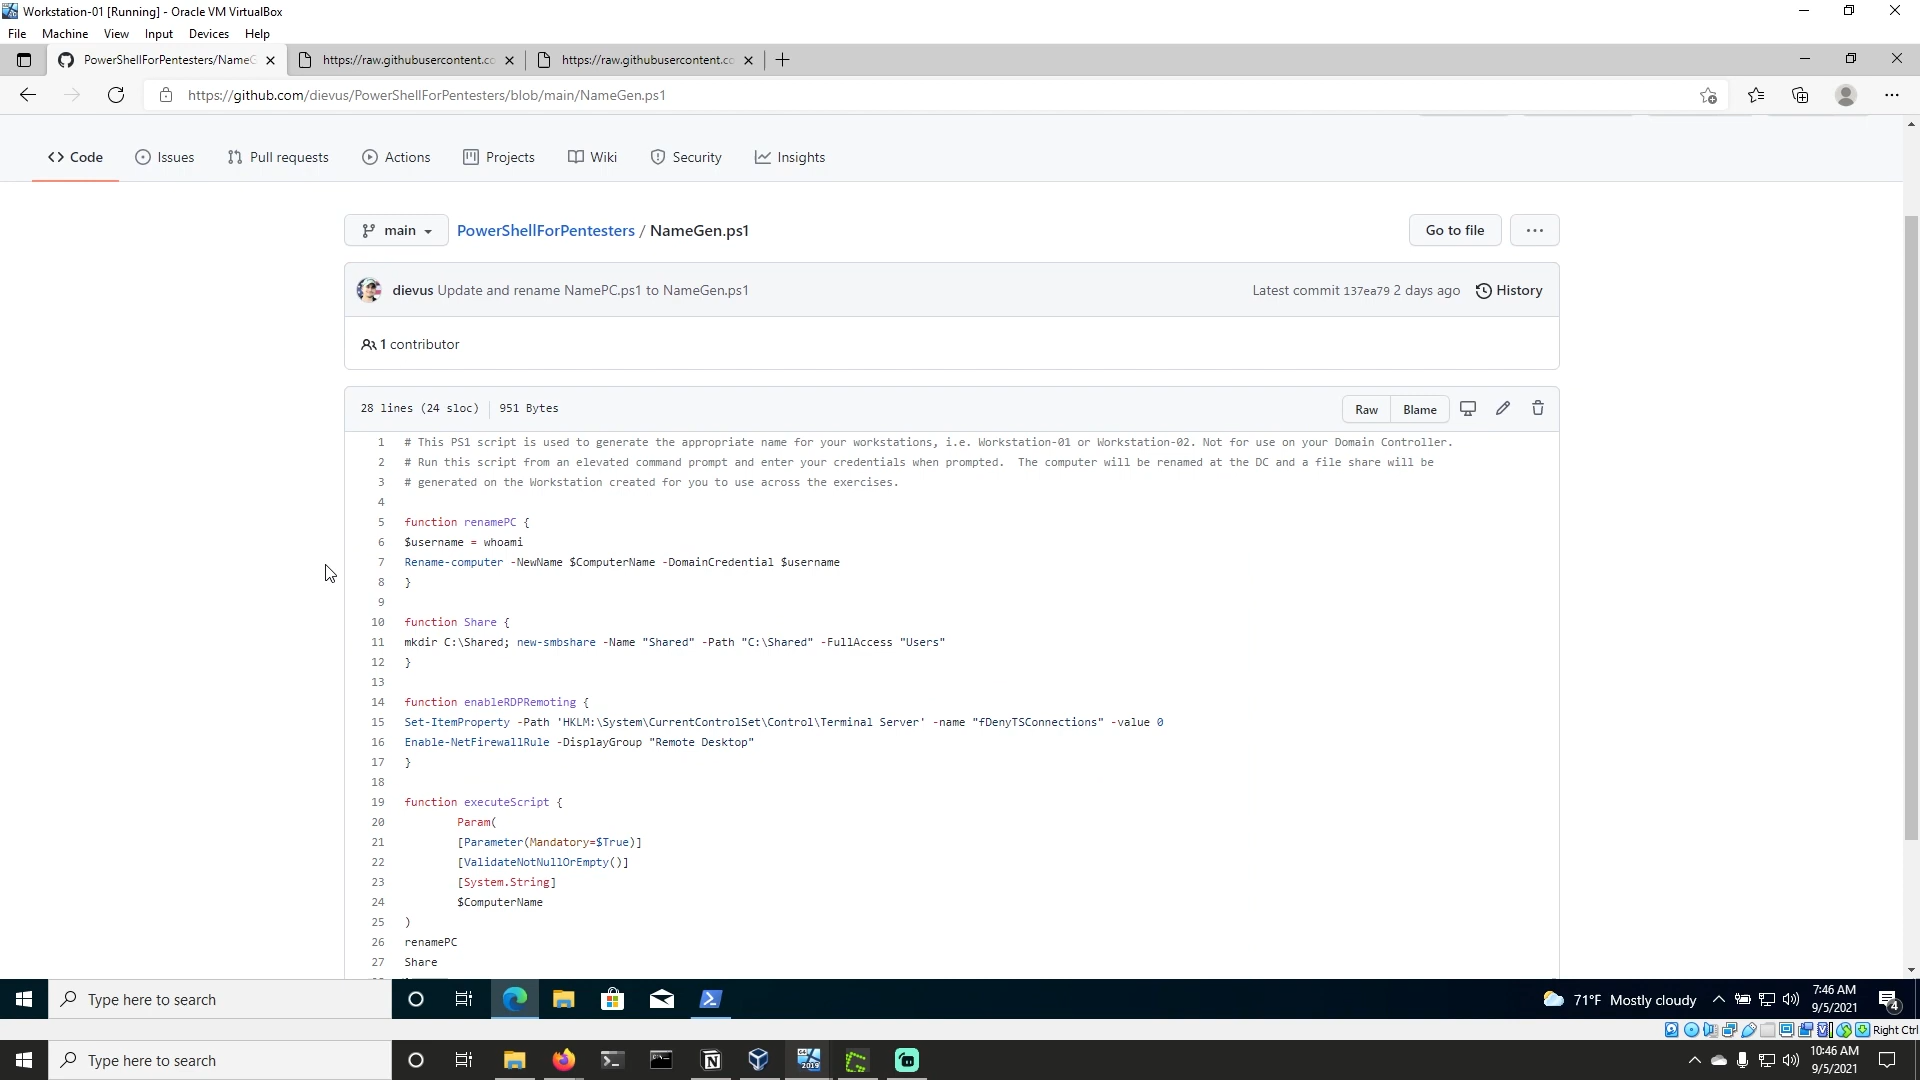 Workstation-01 [Running] - Oracle VM VirtualBox
File Machine View Input Devices Help
PowerShellForPentesters/NameG
https://raw.githubusercontent.cc
https://raw.githubusercontent.cc
https://github.com/dievus/PowerShellForPentesters/blob/main/NameGen.ps1
Code Issues Pull requests Actions Projects Wiki Security Insights
main PowerShellForPentesters / NameGen.ps1 Go to file
dievus Update and rename NamePC.ps1 to NameGen.ps1 Latest commit 137ea79 2 days ago History
1 contributor
28 lines (24 sloc) 951 Bytes Raw Blame
1 # This PS1 script is used to generate the appropriate name for your workstations, i.e. Workstation-01 or Workstation-02. Not for use on your Domain Controller.
2 # Run this script from an elevated command prompt and enter your credentials when prompted. The computer will be renamed at the DC and a file share will be
3 # generated on the Workstation created for you to use across the exercises.
4
5 function renamePC {
6 $username = whoami
7 Rename-computer -NewName $ComputerName -DomainCredential $username
8 }
9
10 function Share {
11 mkdir C:\Shared; new-smbshare -Name "Shared" -Path "C:\Shared" -FullAccess "Users"
12 }
13
14 function enableRDPRemoting {
15 Set-ItemProperty -Path 'HKLM:\System\CurrentControlSet\Control\Terminal Server' -name "fDenyTSConnections" -value 0
16 Enable-NetFirewallRule -DisplayGroup "Remote Desktop"
17 }
18
19 function executeScript {
20 Param(
21 [Parameter(Mandatory=$True)]
22 [ValidateNotNullOrEmpty()]
23 [System.String]
24 $ComputerName
25 )
26 renamePC
27 Share
Type here to search 71°F Mostly cloudy 7:46 AM
9/5/2021
4
Right Ctrl
Type here to search 10:46 AM
9/5/2021